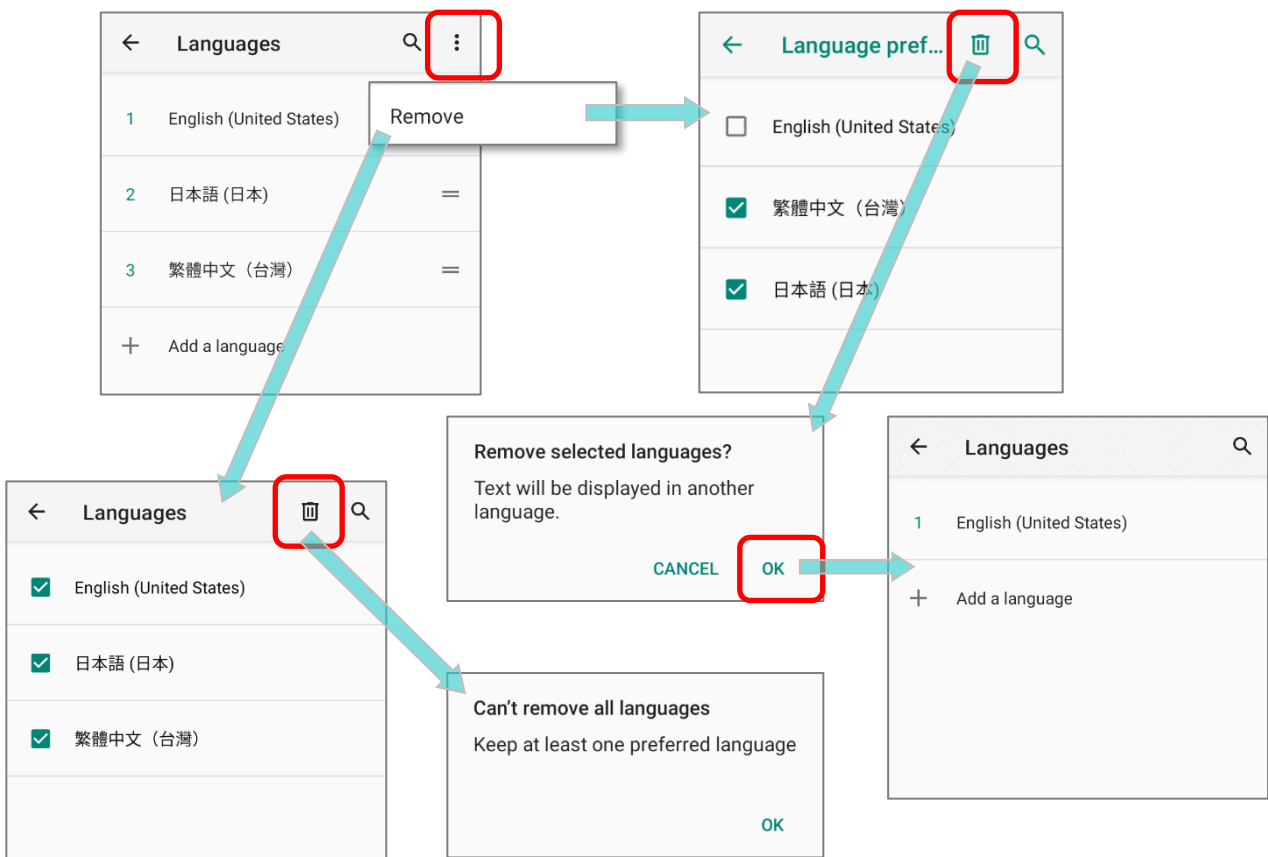 Languages
1 English (United States)
Remove
2 日本語 (日本)
3 繁體中文（台灣）
Add a language
Language pref…
English (United States)
繁體中文（台灣）
日本語 (日本)
Languages
English (United States)
日本語 (日本)
繁體中文（台灣）
Remove selected languages?
Text will be displayed in another
language.
CANCEL OK
Can't remove all languages
Keep at least one preferred language
OK
Languages
1 English (United States)
Add a language